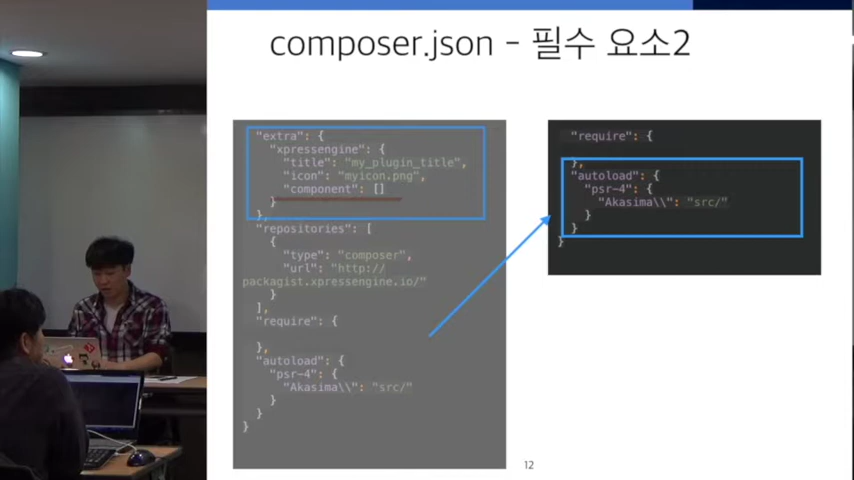 composer.json - 필수 요소2
"extra": {
"xpressengine": {
"title": "my_plugin_title",
"icon": "myicon.png",
"component": []
}
},
"repositories": [
{
"type": "composer",
"url": "http://
packagist.xpressengine.io/"
}
],
"require": {
},
"autoload": {
"psr-4": {
"Akasima\\": "src/"
}
}
}
"require": {
},
"autoload": {
"psr-4": {
"Akasima\\": "src/"
}
}
}
12